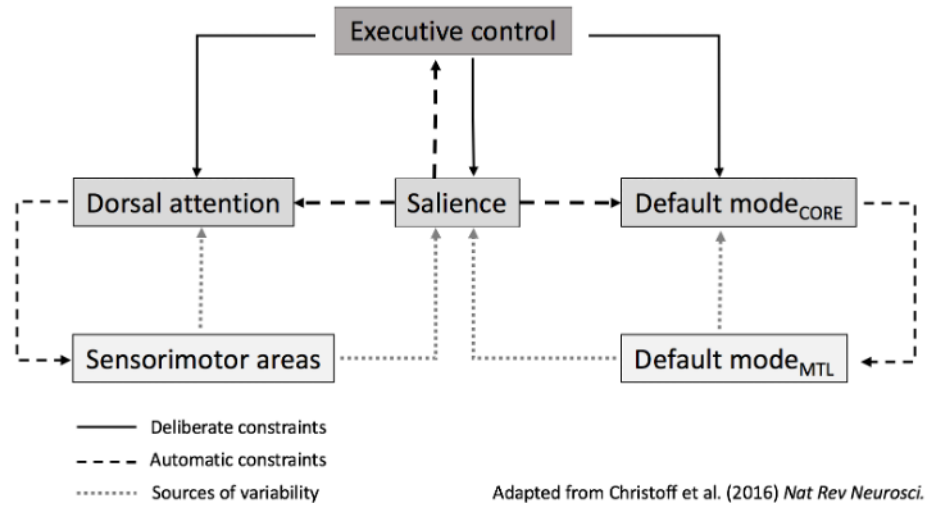 Executive control
Dorsal attention
Salience
Default modeCORE
Sensorimotor areas
Default modeMTL
Deliberate constraints
Automatic constraints
Sources of variability
Adapted from Christoff et al. (2016) Nat Rev Neurosci.